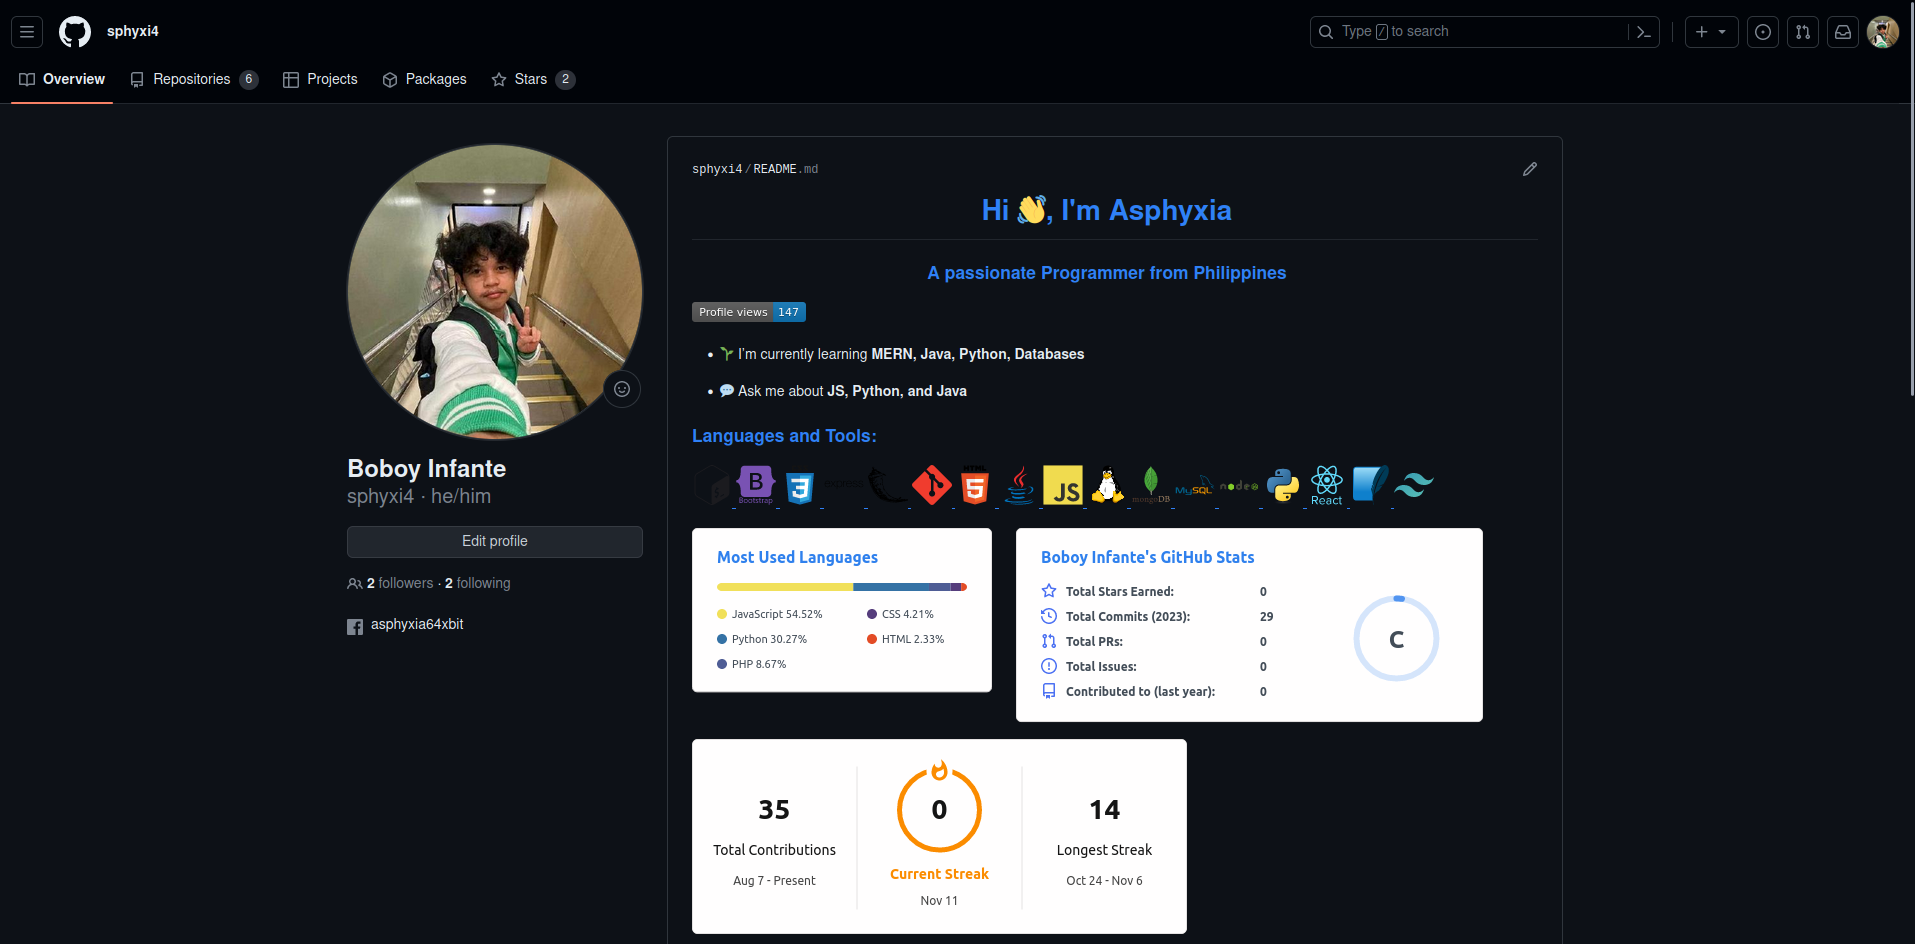 sphyxi4
Type / to search
Overview
Repositories 6
Projects
Packages
Stars 2
sphyxi4/README.md
Hi 👋, I'm Asphyxia
A passionate Programmer from Philippines
Profile views 147
🌱 I'm currently learning MERN, Java, Python, Databases
💬 Ask me about JS, Python, and Java
Languages and Tools:
B
Bootstrap
3
HTML
5
Java
JS
mongoDB
MySQL
node
React
Boboy Infante
sphyxi4 · he/him
Edit profile
2 followers · 2 following
asphyxia64xbit
Most Used Languages
JavaScript 54.52%
Python 30.27%
PHP 8.67%
CSS 4.21%
HTML 2.33%
Boboy Infante's GitHub Stats
Total Stars Earned: 0
Total Commits (2023): 29
Total PRs: 0
Total Issues: 0
Contributed to (last year): 0
C
35
Total Contributions
Aug 7 - Present
0
Current Streak
Nov 11
14
Longest Streak
Oct 24 - Nov 6